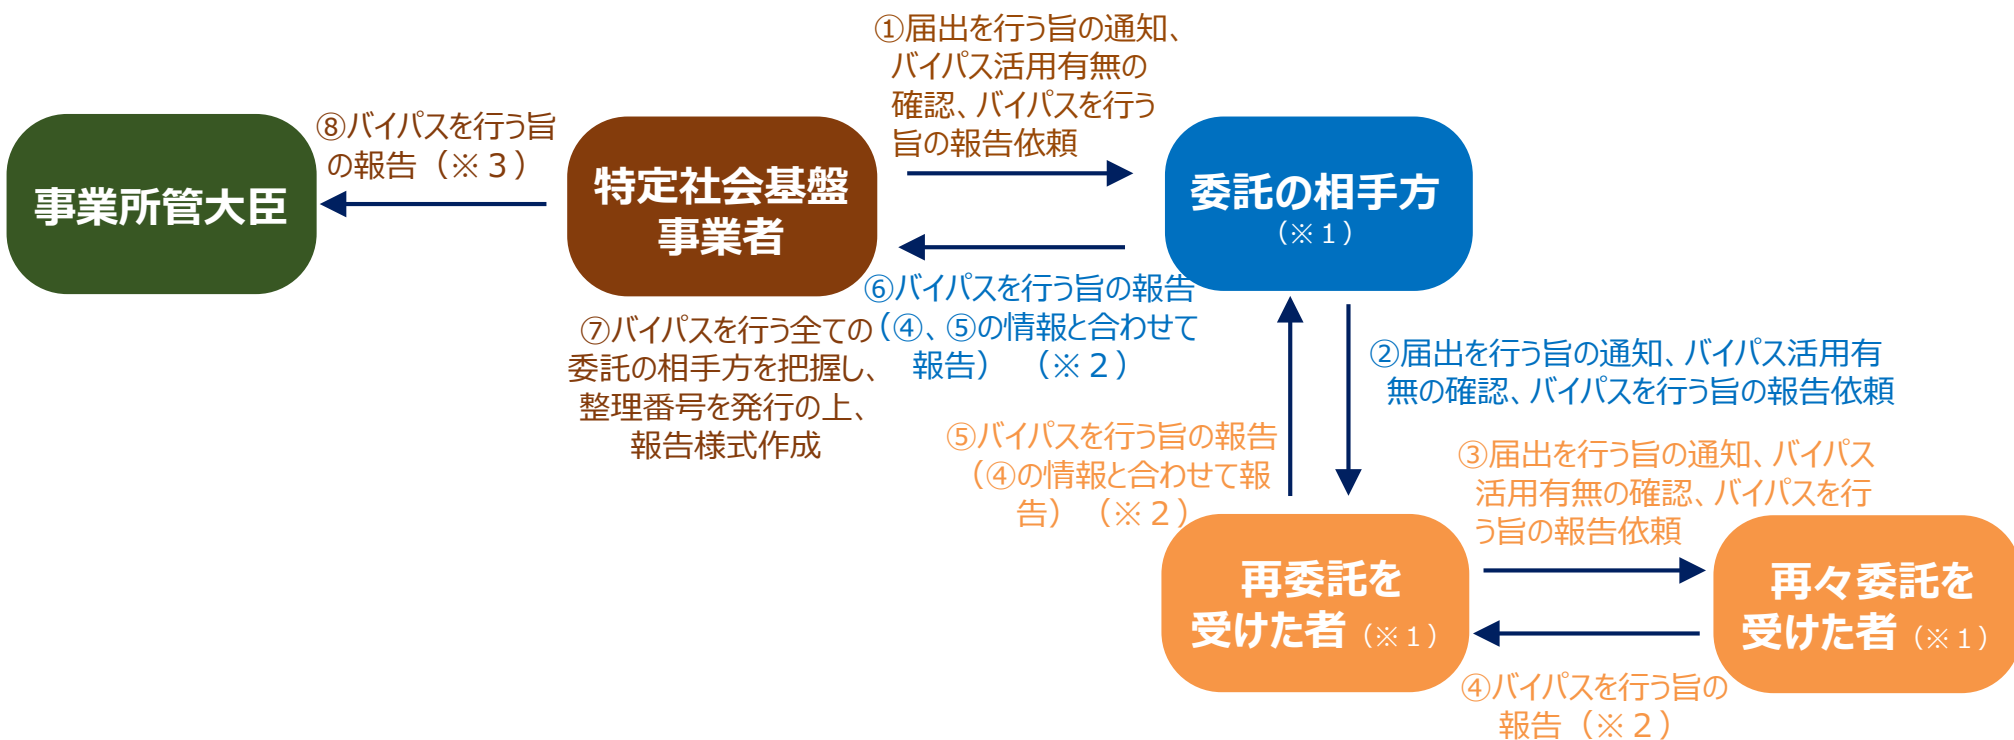 ①届出を行う旨の通知、
バイパス活用有無の
確認、バイパスを行う
旨の報告依頼
⑧バイパスを行う旨
の報告（※３）
事業所管大臣
特定社会基盤
事業者
委託の相手方
（※１）
⑥バイパスを行う旨の報告
（④、⑤の情報と合わせて
報告）　（※２）
⑦バイパスを行う全ての
委託の相手方を把握し、
整理番号を発行の上、
報告様式作成
②届出を行う旨の通知、バイパス活用有
無の確認、バイパスを行う旨の報告依頼
⑤バイパスを行う旨の報告
（④の情報と合わせて報
告）（※２）
③届出を行う旨の通知、バイパス
活用有無の確認、バイパスを行
う旨の報告依頼
再委託を
受けた者（※１）
再々委託を
受けた者（※１）
④バイパスを行う旨の
報告（※２）